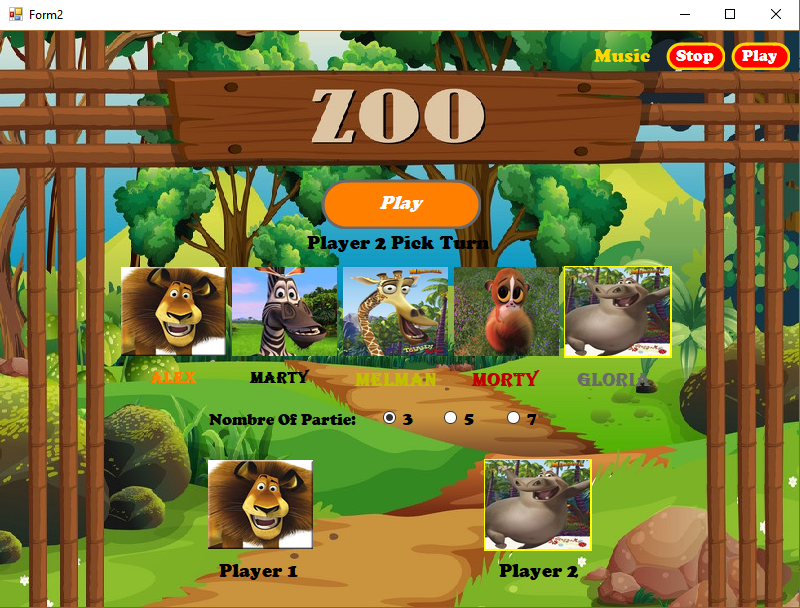 Form2
Music Stop Play
ZOO
Play
Player 2 Pick Turn
ALEX MARTY MELMAN MORTY GLORIA
Nombre Of Partie: 3 5 7
Player 1 Player 2